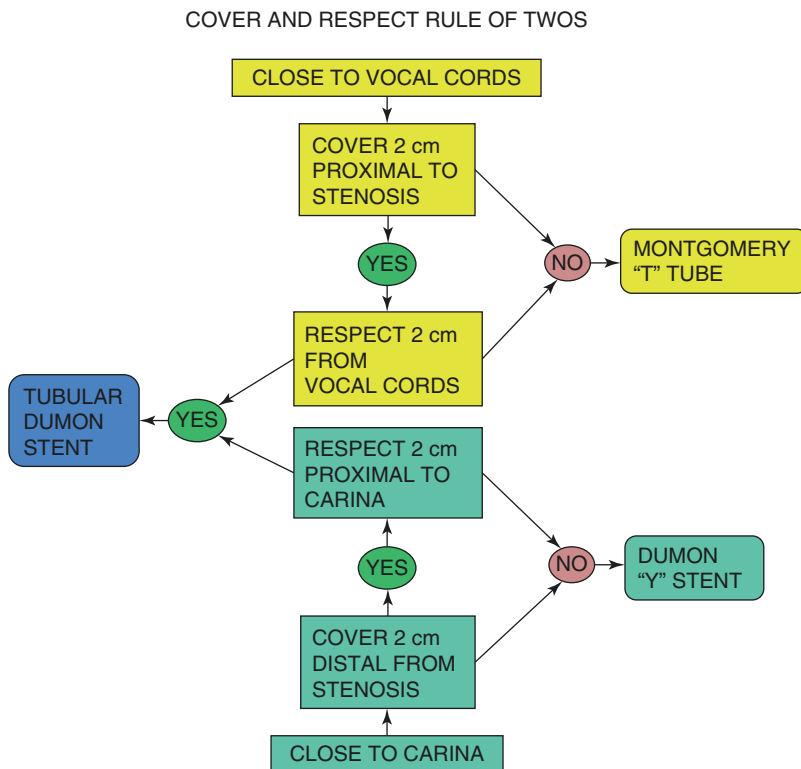 COVER AND RESPECT RULE OF TWOS
CLOSE TO VOCAL CORDS
COVER 2 cm
PROXIMAL TO
STENOSIS
YES
NO
MONTGOMERY
“T” TUBE
RESPECT 2 cm
FROM
VOCAL CORDS
TUBULAR
DUMON
STENT
YES
RESPECT 2 cm
PROXIMAL TO
CARINA
YES
NO
DUMON
“Y” STENT
COVER 2 cm
DISTAL FROM
STENOSIS
CLOSE TO CARINA